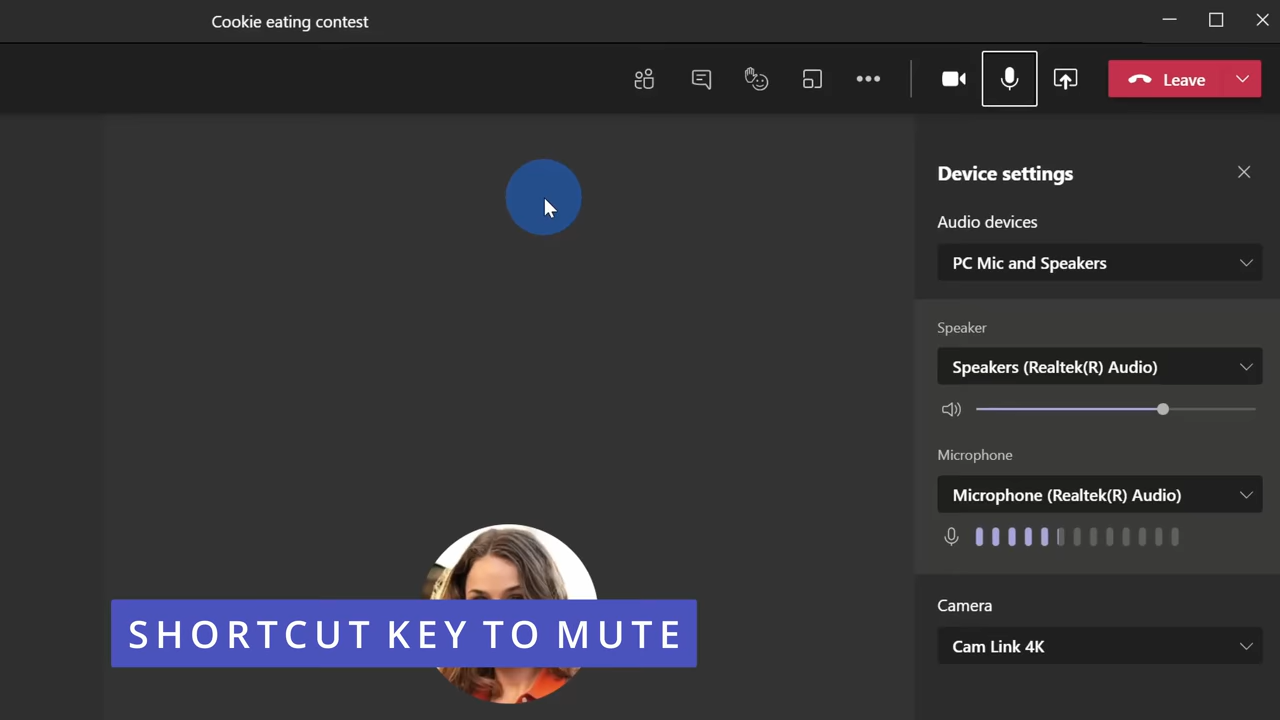 Cookie eating contest
Leave
Device settings
Audio devices
PC Mic and Speakers
Speaker
Speakers (Realtek(R) Audio)
Microphone
Microphone (Realtek(R) Audio)
Camera
Cam Link 4K
SHORTCUT KEY TO MUTE